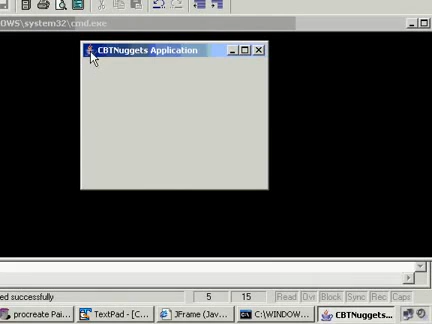 OWS\system32\cmd.exe
CBTNuggets Application
ed successfully
5
15
Read
Ovr
Block
Sync
Rec
Caps
procreate Pai...
TextPad - [C...
JFrame (Jav...
C:\WINDOW...
CBTNuggets...